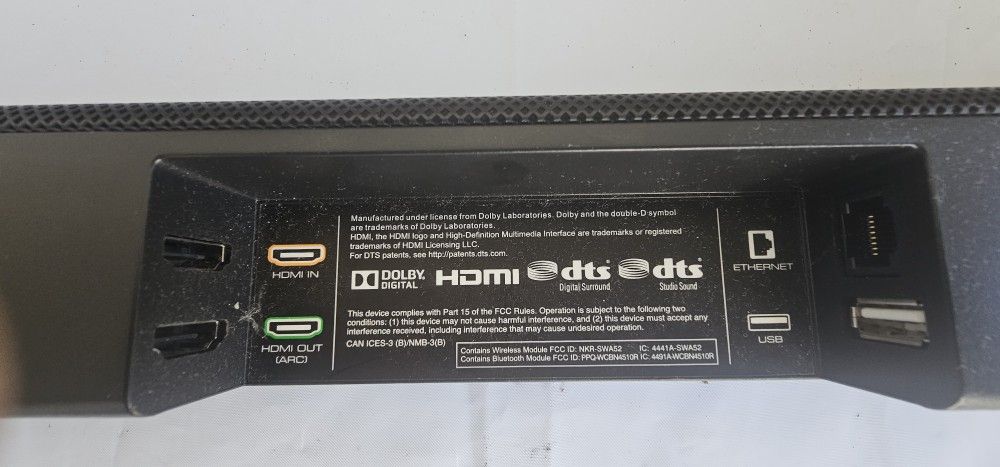 Manufactured under license from Dolby Laboratories. Dolby and the double-D symbol
are trademarks of Dolby Laboratories.
HDMI, the HDMI logo and High-Definition Multimedia Interface are trademarks or registered
trademarks of HDMI Licensing LLC.
For DTS patents, see http://patents.dts.com.
HDMI IN
DOLBY.
DIGITAL
HDMI
dts
Digital Surround
dts
Studio Sound
ETHERNET
This device complies with Part 15 of the FCC Rules. Operation is subject to the following two
conditions: (1) this device may not cause harmful interference, and (2) this device must accept any
interference received, including interference that may cause undesired operation.
HDMI OUT
(ARC)
CAN ICES-3 (B)/NMB-3(B)
Contains Wireless Module FCC ID: NKR-SWA52 IC: 4441A-SWA52
Contains Bluetooth Module FCC ID: PPQ-WCBN4510R IC: 4491A-WCBN4510R
USB